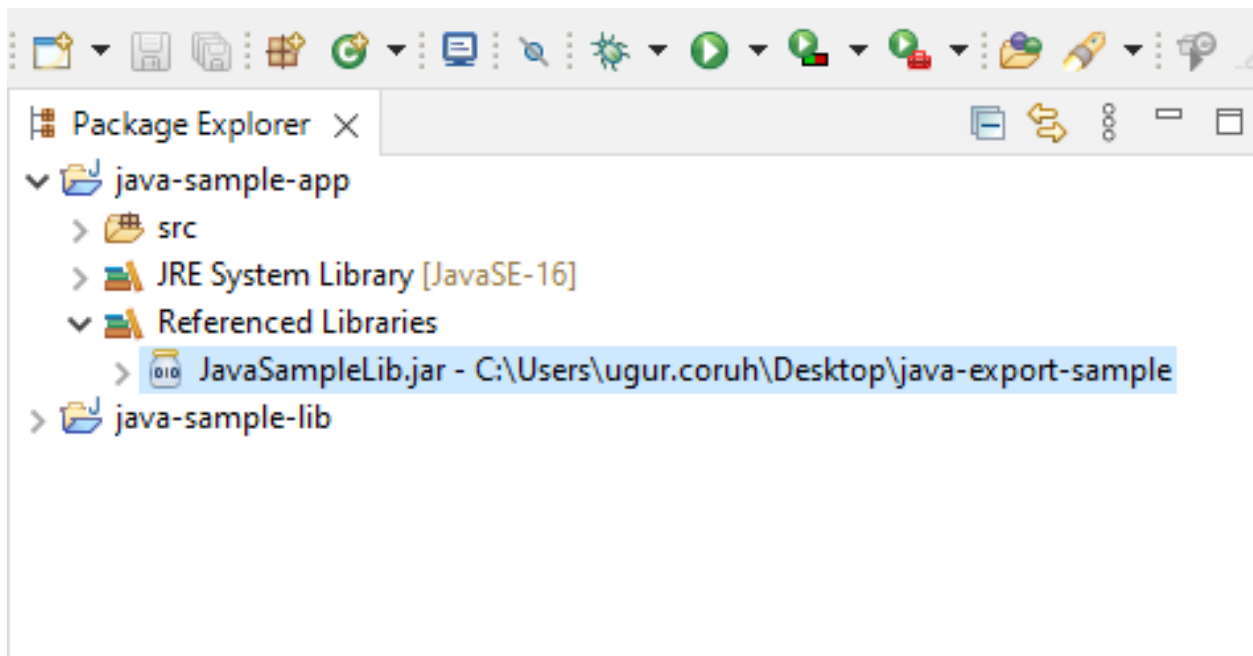 Package Explorer
java-sample-app
src
JRE System Library [JavaSE-16]
Referenced Libraries
JavaSampleLib.jar - C:\Users\ugur.coruh\Desktop\java-export-sample
java-sample-lib